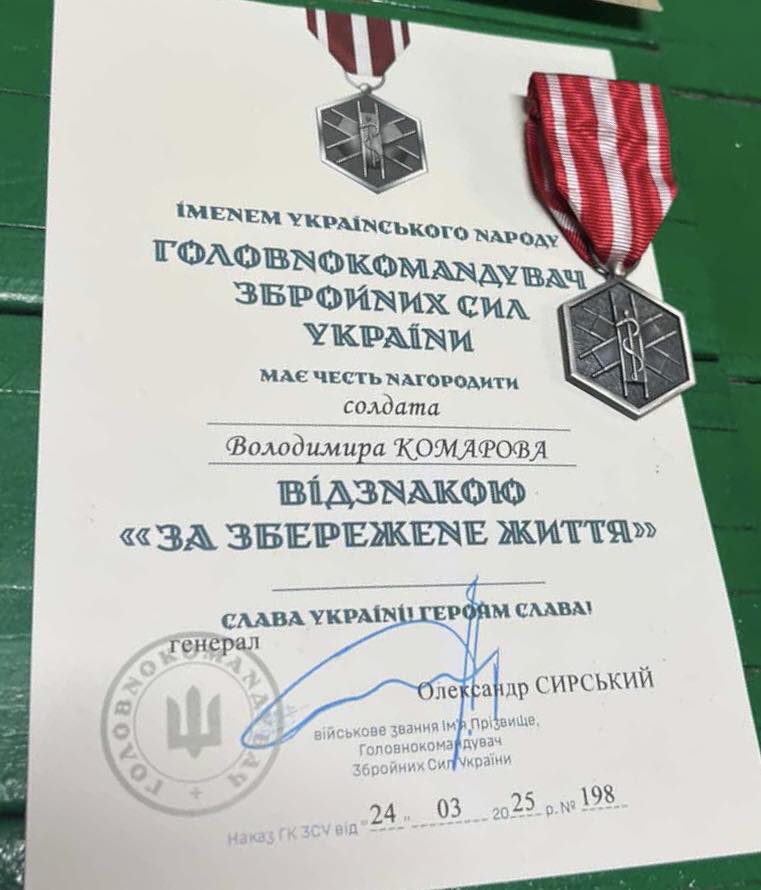 ІМЕНЕМ УКРАЇНСЬКОГО НАРОДУ
ГОЛОВНОКОМАНДУВАЧ
ЗБРОЙНИХ СИЛ
УКРАЇНИ
МАЄ ЧЕСТЬ НАГОРОДИТИ
солдата
Володимира КОМАРОВА
ВІДЗНАКОЮ
«ЗА ЗБЕРЕЖЕНЕ ЖИТТЯ»
СЛАВА УКРАЇНІ! ГЕРОЯМ СЛАВА!
генерал
Олександр СИРСЬКИЙ
військове звання Ім'я Прізвище,
Головнокомандувач
Збройних Сил України
ГОЛОВНОКОМАНДУВАЧ
Наказ ГК ЗСУ від "24" 03 2025 р. № 198